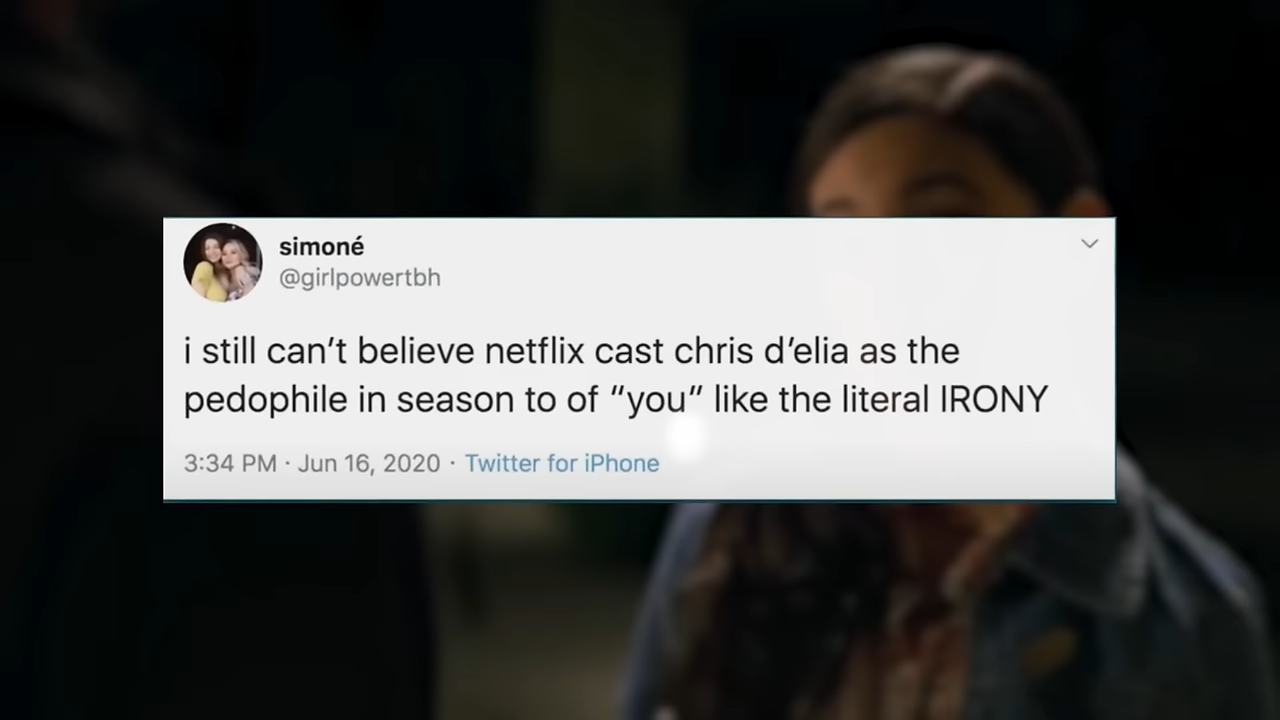 simoné
@girlpowertbh
i still can't believe netflix cast chris d'elia as the
pedophile in season to of “you” like the literal IRONY
3:34 PM · Jun 16, 2020 · Twitter for iPhone